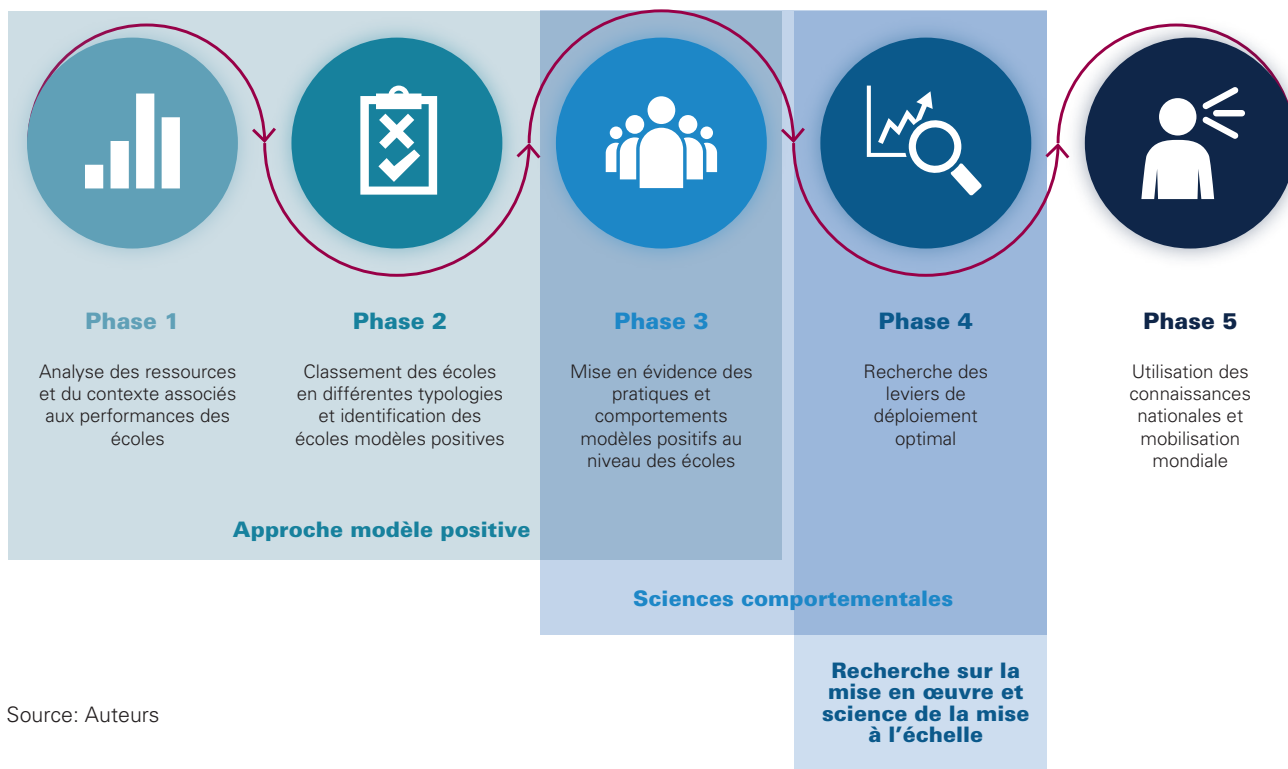 Phase 1
Analyse des ressources
et du contexte associés
aux performances des
écoles
Phase 2
Classement des écoles
en différentes typologies
et identification des
écoles modèles positives
Phase 3
Mise en évidence des
pratiques et
comportements
modèles positifs au
niveau des écoles
Phase 4
Recherche des
leviers de
déploiement
optimal
Phase 5
Utilisation des
connaissances
nationales et
mobilisation
mondiale
Approche modèle positive
Sciences comportementales
Recherche sur la
mise en œuvre et
science de la mise
à l’échelle
Source: Auteurs